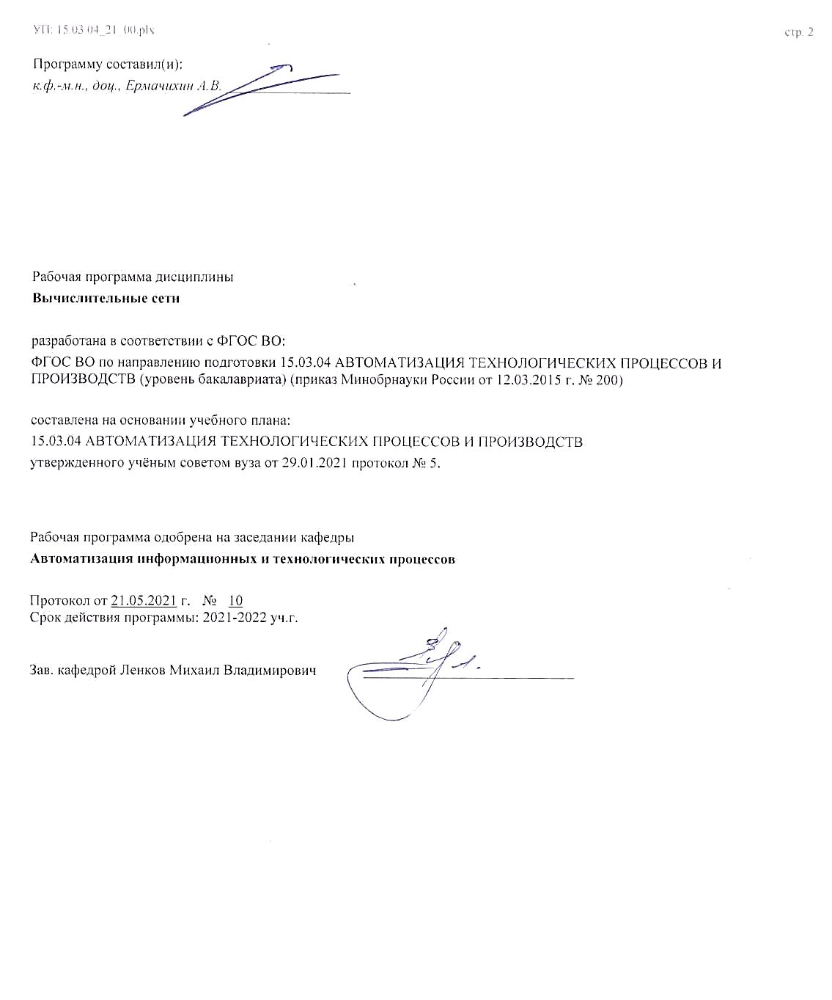 УП: 15.03.04_21_00.plx
стр. 2
Программу составил(и):
к.ф.-м.н., доц., Ермачихин А.В.
Рабочая программа дисциплины
Вычислительные сети
разработана в соответствии с ФГОС ВО:
ФГОС ВО по направлению подготовки 15.03.04 АВТОМАТИЗАЦИЯ ТЕХНОЛОГИЧЕСКИХ ПРОЦЕССОВ И
ПРОИЗВОДСТВ (уровень бакалавриата) (приказ Минобрнауки России от 12.03.2015 г. № 200)
составлена на основании учебного плана:
15.03.04 АВТОМАТИЗАЦИЯ ТЕХНОЛОГИЧЕСКИХ ПРОЦЕССОВ И ПРОИЗВОДСТВ
утвержденного учёным советом вуза от 29.01.2021 протокол № 5.
Рабочая программа одобрена на заседании кафедры
Автоматизация информационных и технологических процессов
Протокол от 21.05.2021 г. № 10
Срок действия программы: 2021-2022 уч.г.
Зав. кафедрой Ленков Михаил Владимирович